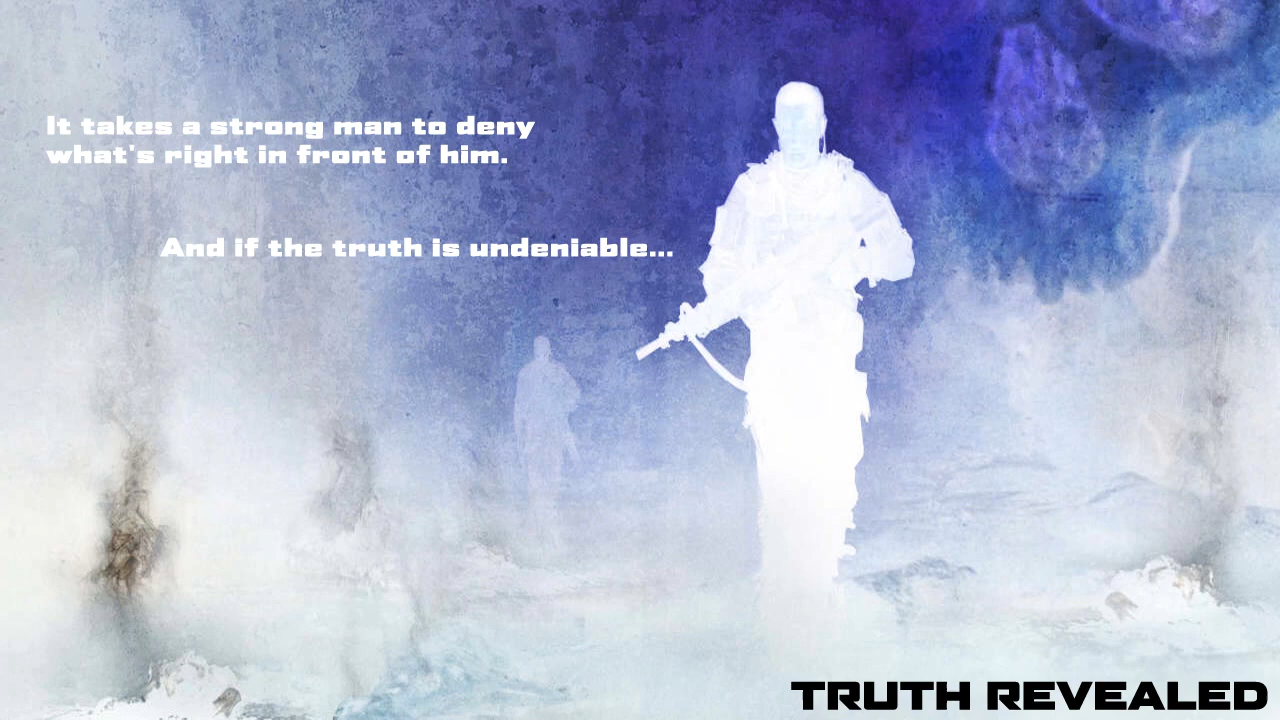 It takes a strong man to deny
what's right in front of him.
And if the truth is undeniable...
TRUTH REVEALED